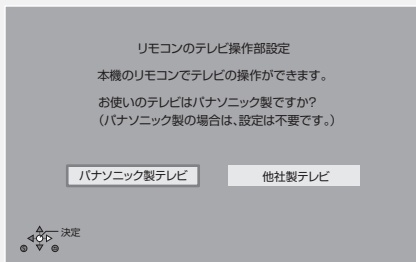 リモコンのテレビ操作部設定
本機のリモコンでテレビの操作ができます。
お使いのテレビはパナソニック製ですか?
（パナソニック製の場合は、設定は不要です。）
パナソニック製テレビ
他社製テレビ
決定